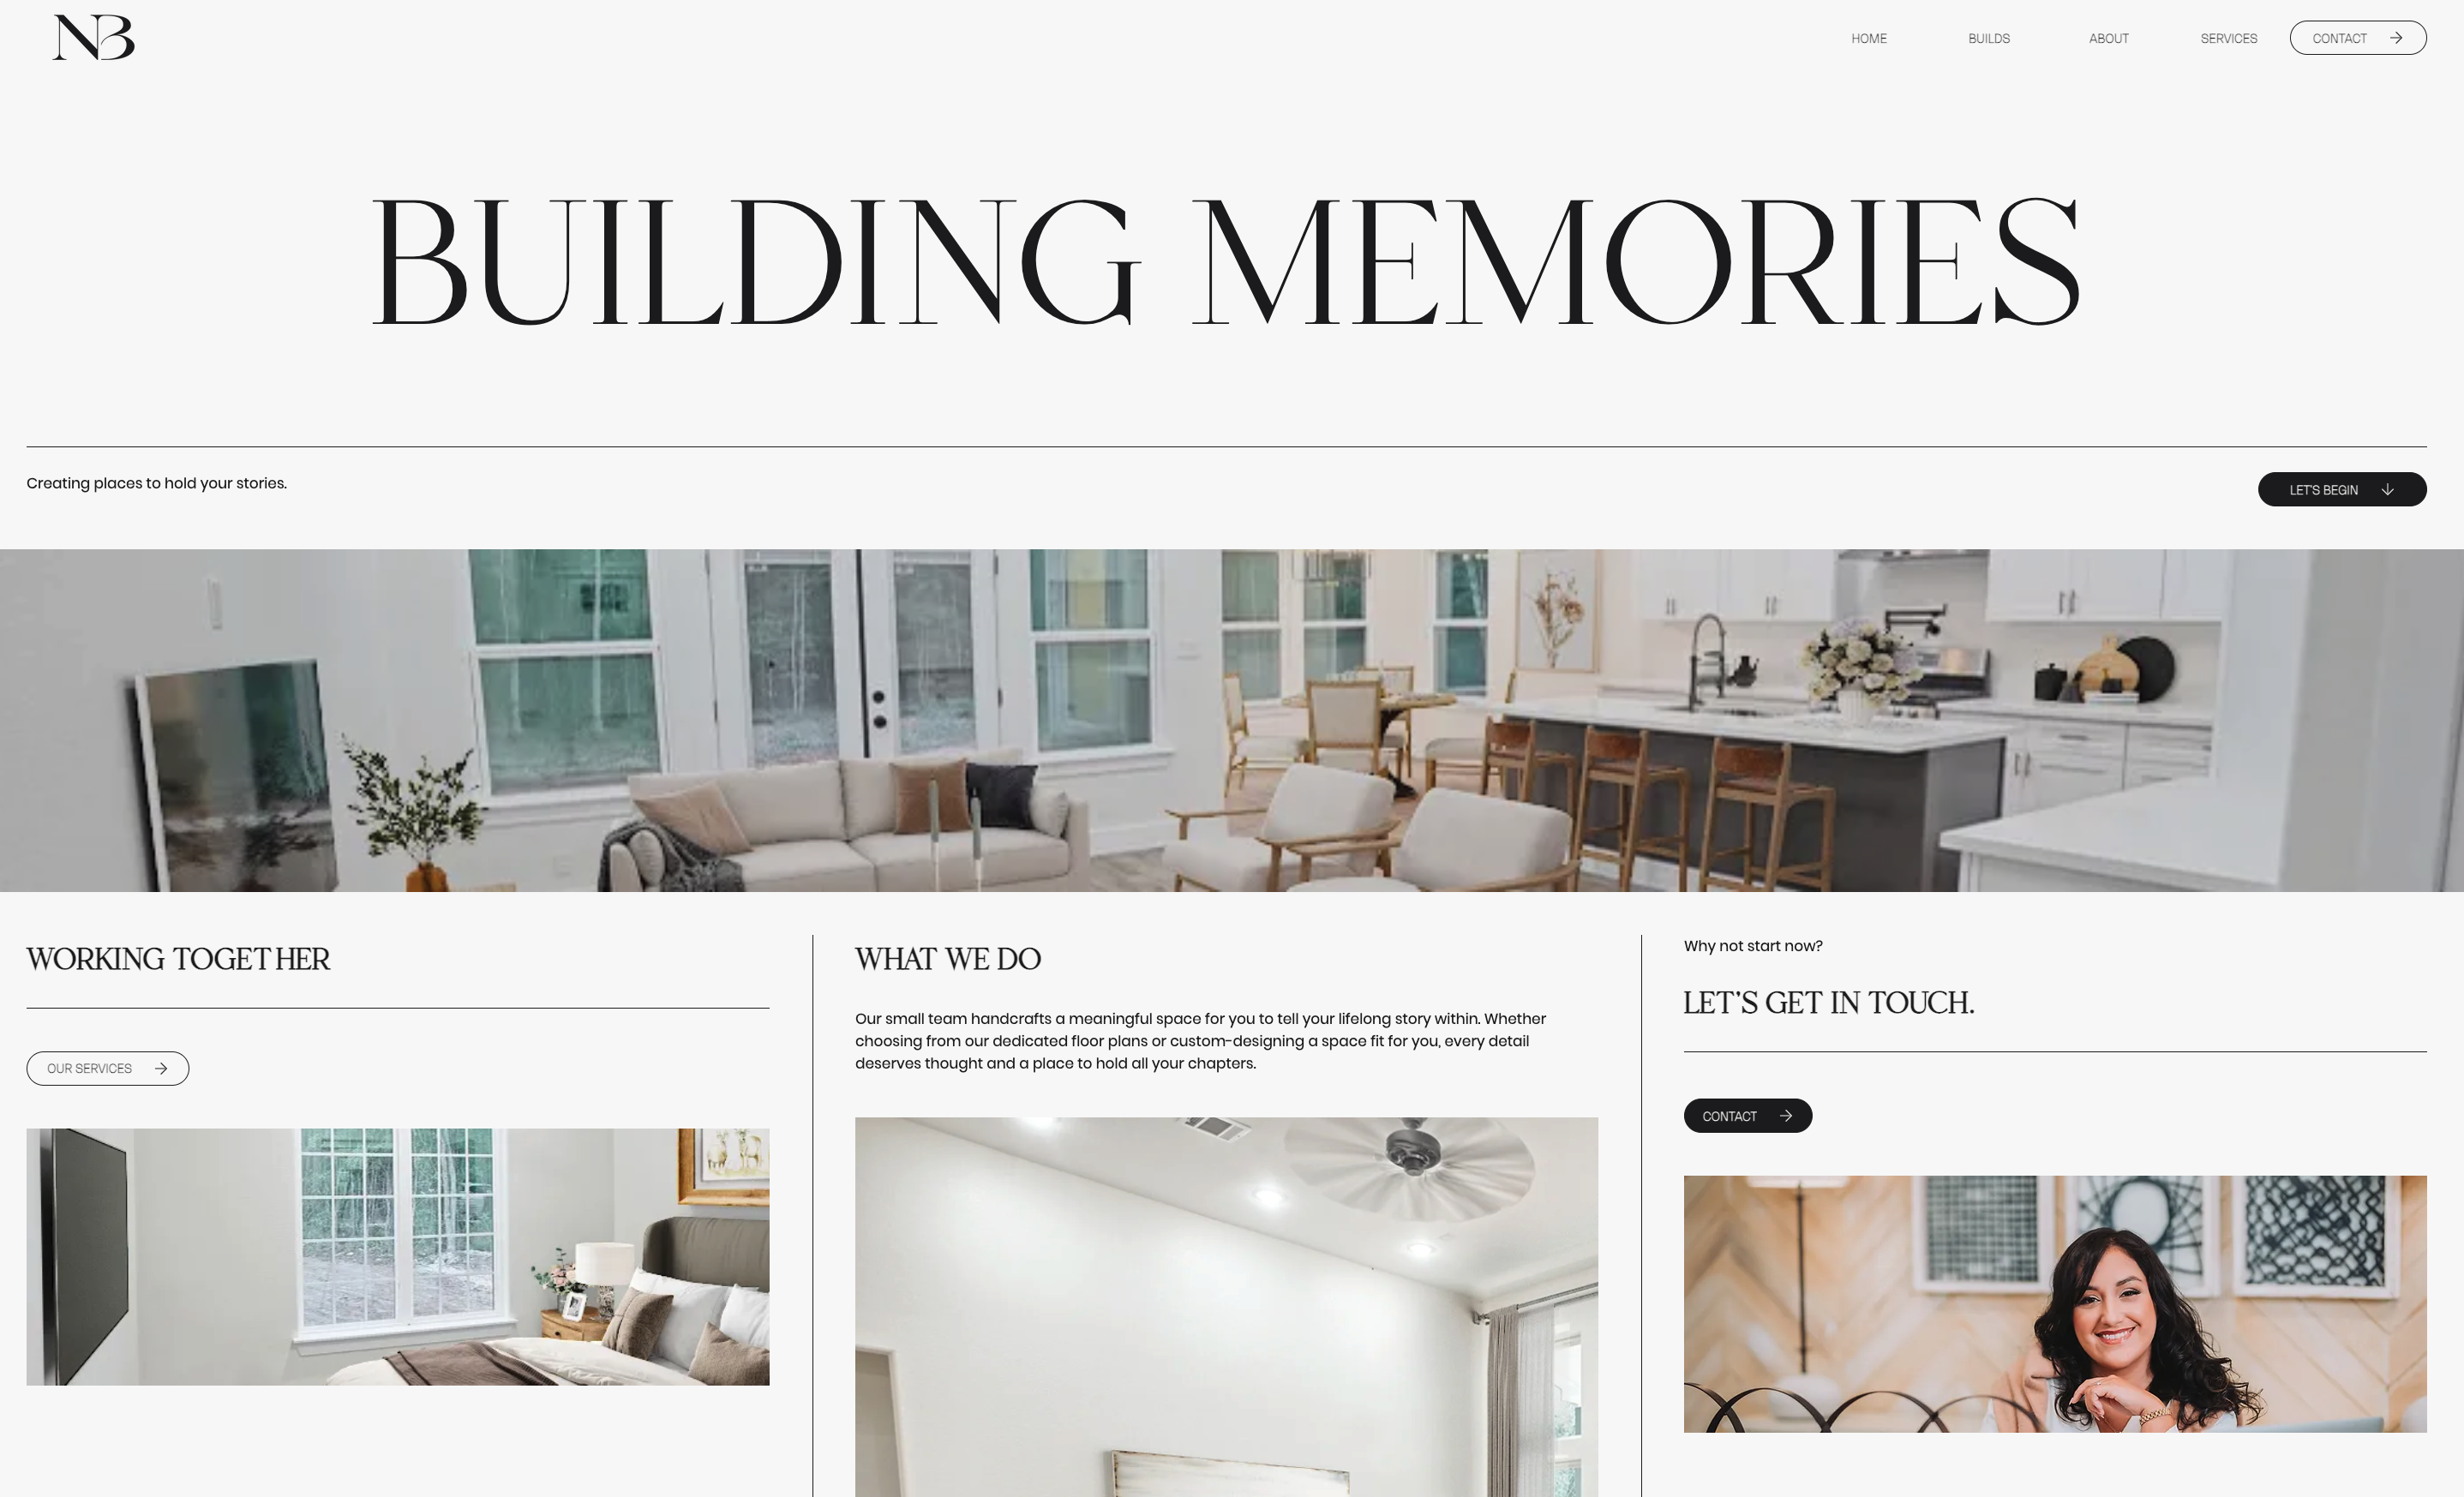 NB
HOME
BUILDS
ABOUT
SERVICES
CONTACT
BUILDING MEMORIES
Creating places to hold your stories.
LET'S BEGIN
WORKING TOGETHER
OUR SERVICES
WHAT WE DO
Our small team handcrafts a meaningful space for you to tell your lifelong story within. Whether
choosing from our dedicated floor plans or custom-designing a space fit for you, every detail
deserves thought and a place to hold all your chapters.
Why not start now?
LET'S GET IN TOUCH.
CONTACT